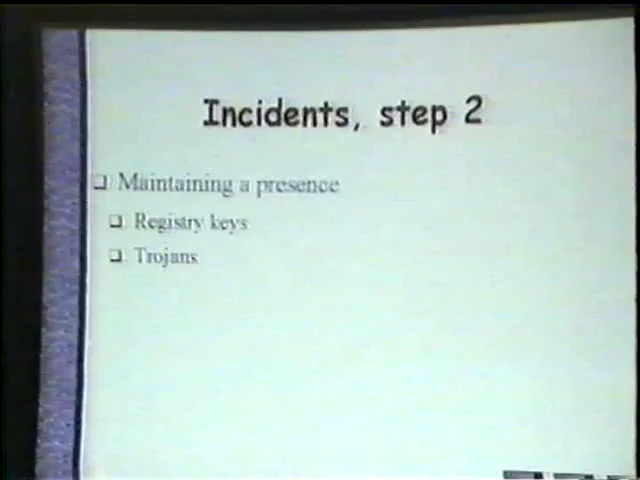 Incidents, step 2
Maintaining a presence
Registry keys
Trojans